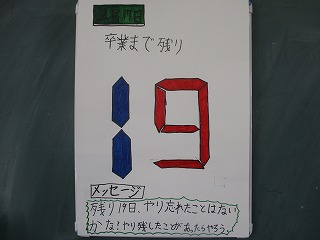 卒業まで残り
19
メッセージ
残り19日、やり忘れたことはない
かな?やり残したことがあったらやろう。